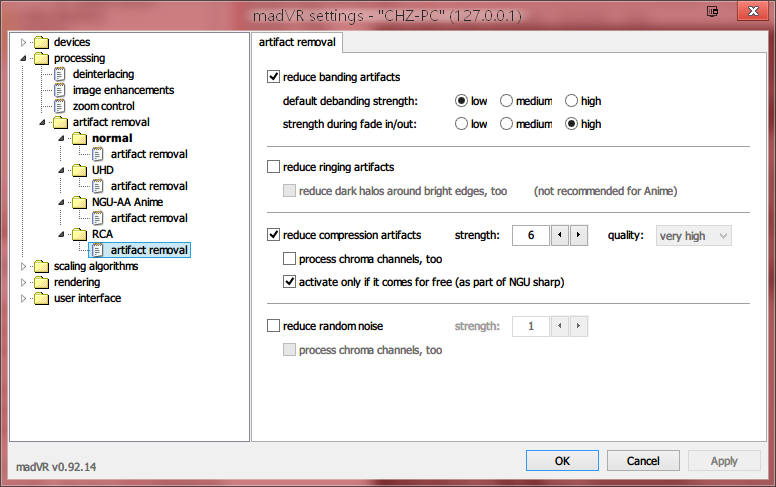 madVR settings - "CHZ-PC" (127.0.0.1)
devices
processing
deinterlacing
image enhancements
zoom control
artifact removal
normal
artifact removal
UHD
artifact removal
NGU-AA Anime
artifact removal
RCA
artifact removal
scaling algorithms
rendering
user interface
artifact removal
reduce banding artifacts
default debanding strength: low medium high
strength during fade in/out: low medium high
reduce ringing artifacts
reduce dark halos around bright edges, too (not recommended for Anime)
reduce compression artifacts strength: 6 quality: very high
process chroma channels, too
activate only if it comes for free (as part of NGU sharp)
reduce random noise strength: 1
process chroma channels, too
madVR v0.92.14
OK Cancel Apply